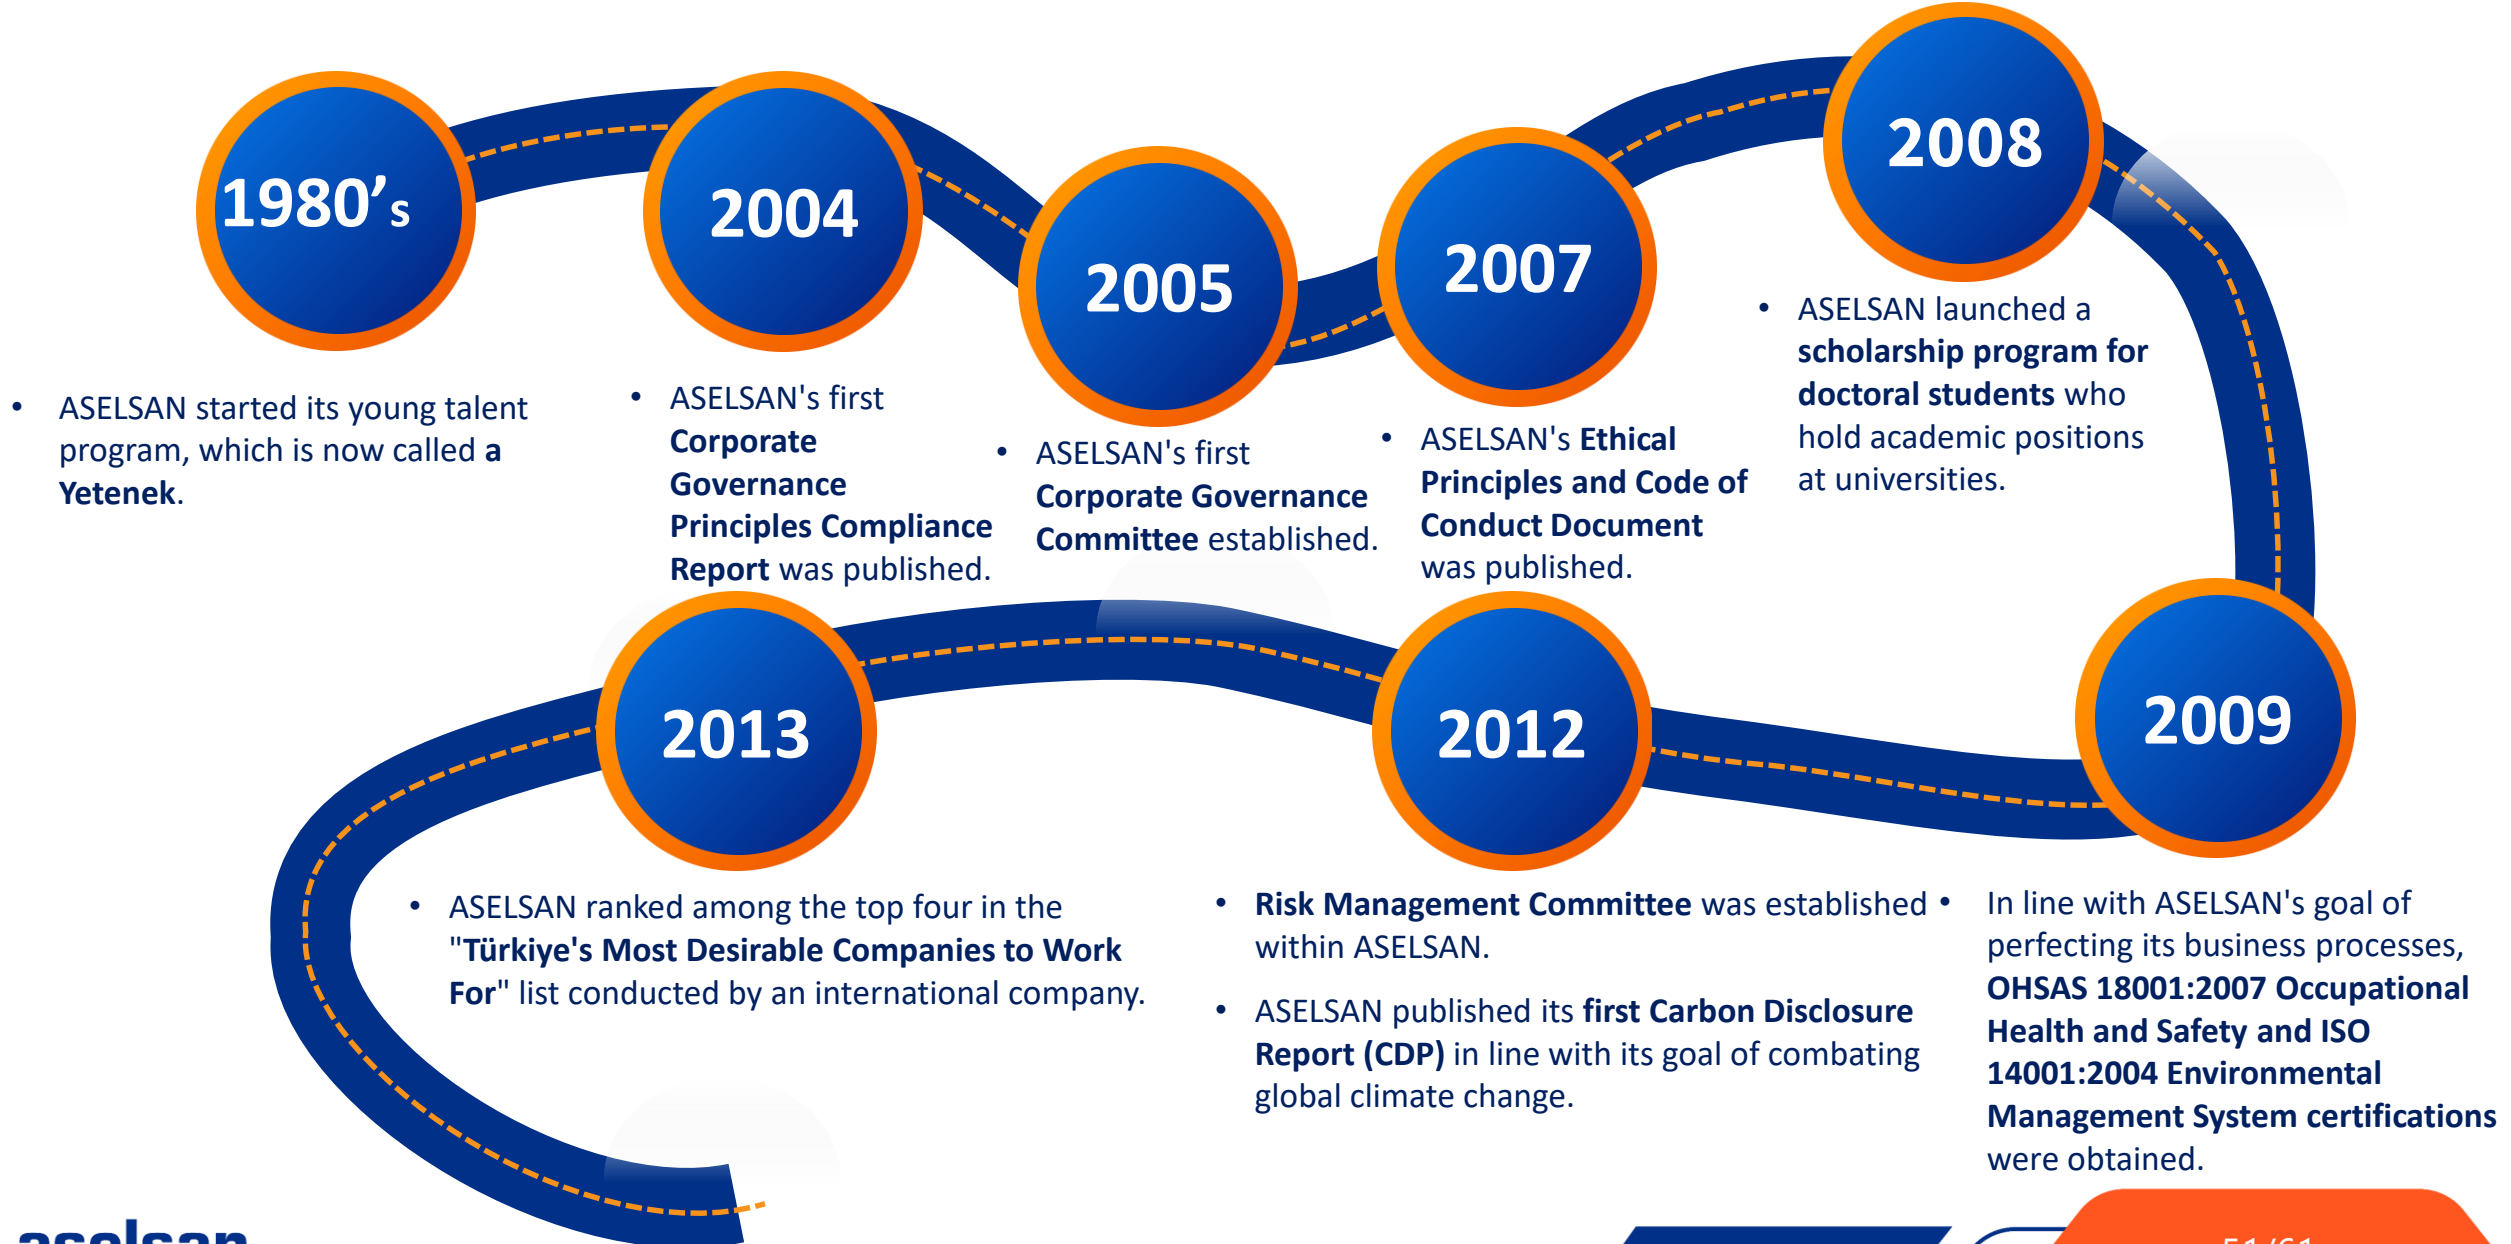 1980’s
• ASELSAN started its young talent
program, which is now called a
Yetenek.
2004
• ASELSAN's first
Corporate
Governance
Principles Compliance
Report was published.
2005
• ASELSAN's first
Corporate Governance
Committee established.
2007
• ASELSAN's Ethical
Principles and Code of
Conduct Document
was published.
2008
• ASELSAN launched a
scholarship program for
doctoral students who
hold academic positions
at universities.
2009
• In line with ASELSAN's goal of
perfecting its business processes,
OHSAS 18001:2007 Occupational
Health and Safety and ISO
14001:2004 Environmental
Management System certifications
were obtained.
2012
• Risk Management Committee was established
within ASELSAN.
• ASELSAN published its first Carbon Disclosure
Report (CDP) in line with its goal of combating
global climate change.
2013
• ASELSAN ranked among the top four in the
"Türkiye's Most Desirable Companies to Work
For" list conducted by an international company.
aselsan
51/61